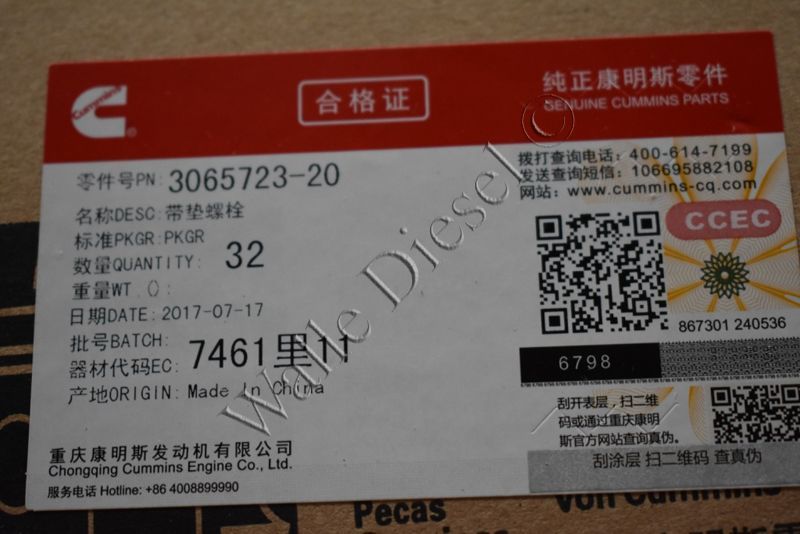 Cummins
合格证
纯正康明斯零件
GENUINE CUMMINS PARTS
零件号PN: 3065723-20
名称DESC: 带垫螺栓
标准PKGR: PKGR
数量QUANTITY: 32
重量WT. ():
日期DATE: 2017-07-17
批号BATCH:
器材代码EC: 7461里11
产地ORIGIN: Made In China
重庆康明斯发动机有限公司
Chongqing Cummins Engine Co., Ltd.
服务电话 Hotline: +86 4008899990
拨打查询电话: 400-614-7199
发送查询短信: 106695882108
网站: www.cummins-cq.com
CCEC
867301 240536
6798
刮开表层 , 扫二维
码或通过重庆康明
斯官方网站查询真伪。
刮涂层 扫二维码 查真伪
Walle Diesel ©
Pecas
von Cummins